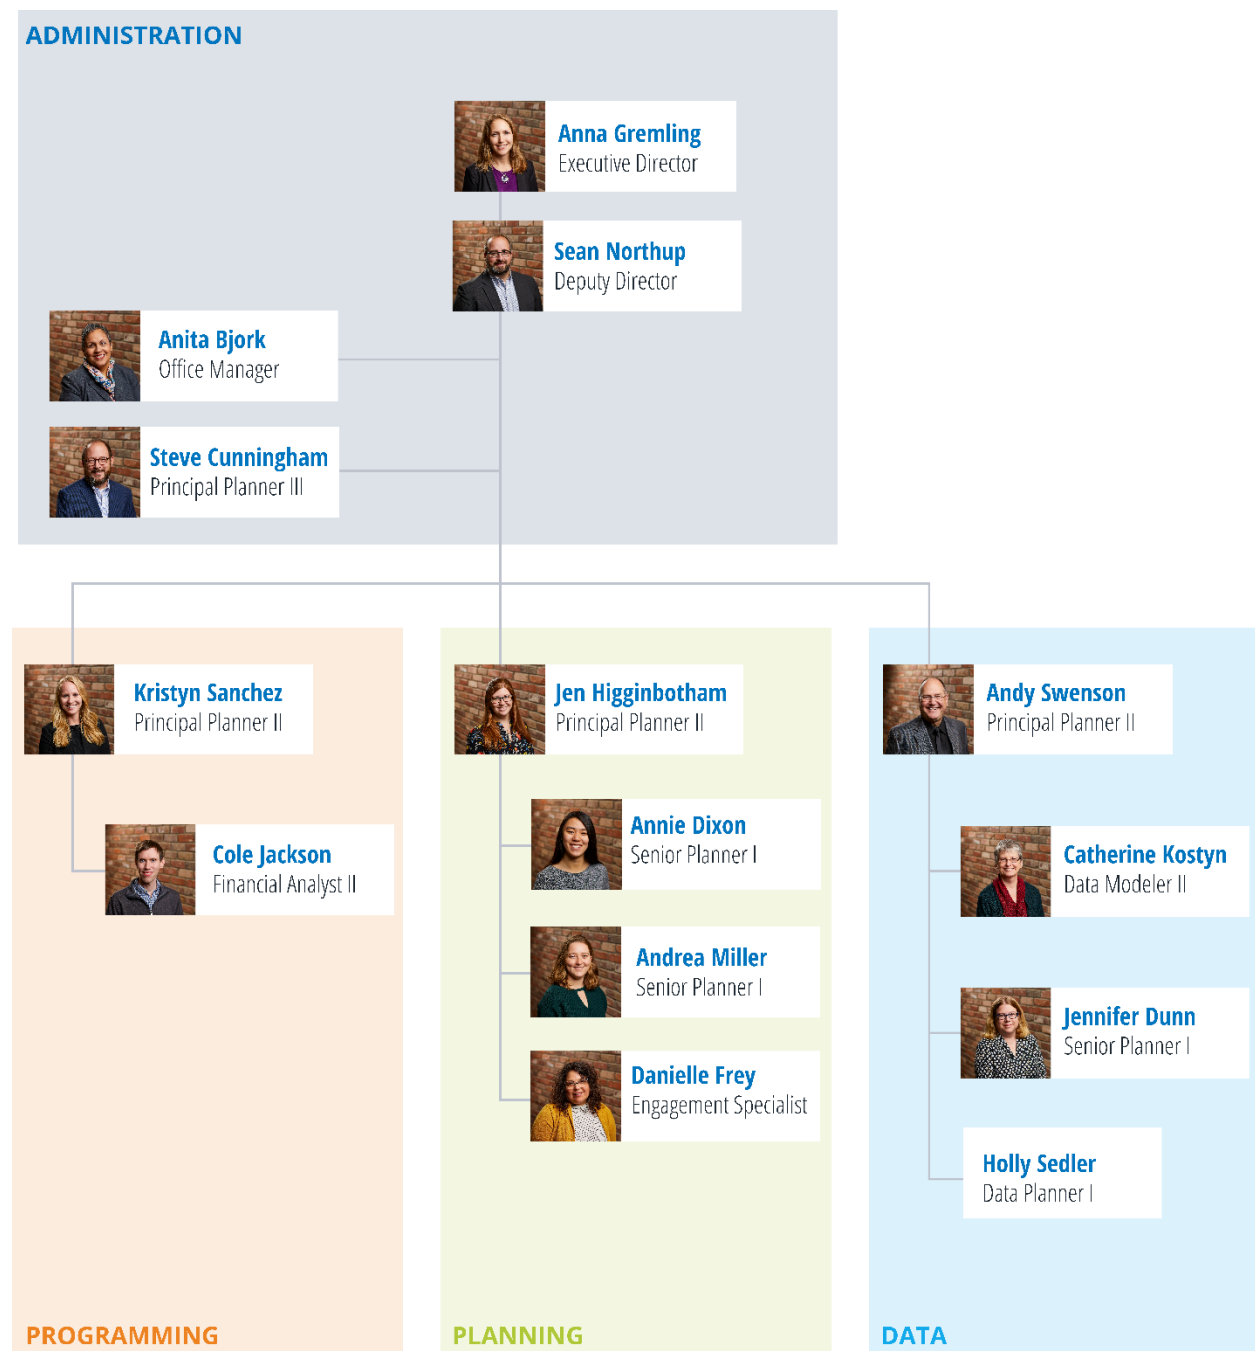 ADMINISTRATION
Anna Gremling
Executive Director
Sean Northup
Deputy Director
Anita Bjork
Office Manager
Steve Cunningham
Principal Planner III
Kristyn Sanchez
Principal Planner II
Cole Jackson
Financial Analyst II
PROGRAMMING
Jen Higginbotham
Principal Planner II
Annie Dixon
Senior Planner I
Andrea Miller
Senior Planner I
Danielle Frey
Engagement Specialist
PLANNING
Andy Swenson
Principal Planner II
Catherine Kostyn
Data Modeler II
Jennifer Dunn
Senior Planner I
Holly Sedler
Data Planner I
DATA